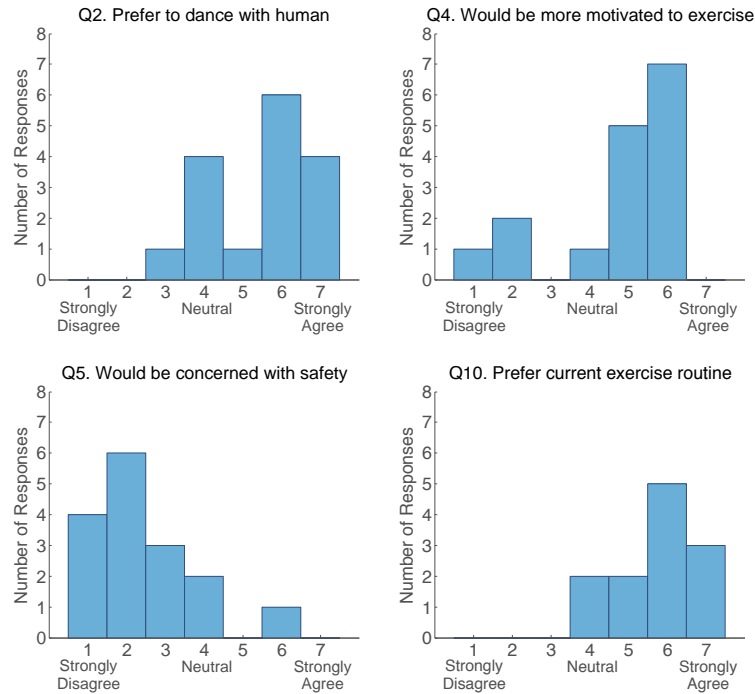 Q2. Prefer to dance with human
8
7
6
5
4
3
2
1
0
Number of Responses
1 2 3 4 5 6 7
Strongly Disagree Neutral Strongly Agree
Q4. Would be more motivated to exercise
8
7
6
5
4
3
2
1
0
Number of Responses
1 2 3 4 5 6 7
Strongly Disagree Neutral Strongly Agree
Q5. Would be concerned with safety
8
7
6
5
4
3
2
1
0
Number of Responses
1 2 3 4 5 6 7
Strongly Disagree Neutral Strongly Agree
Q10. Prefer current exercise routine
8
7
6
5
4
3
2
1
0
Number of Responses
1 2 3 4 5 6 7
Strongly Disagree Neutral Strongly Agree